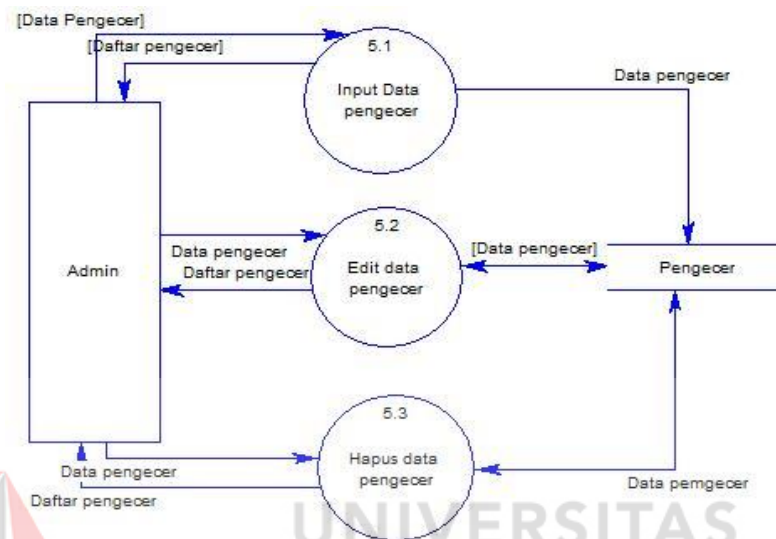 [Data Pengecer]
[Daftar pengecer]
5.1
Input Data
pengecer
Data pengecer
Admin
Data pengecer
Daftar pengecer
5.2
Edit data
pengecer
[Data pengecer]
Pengecer
5.3
Hapus data
pengecer
Data pengecer
Daftar pengecer
Data pemgecer
UNIVERSITAS